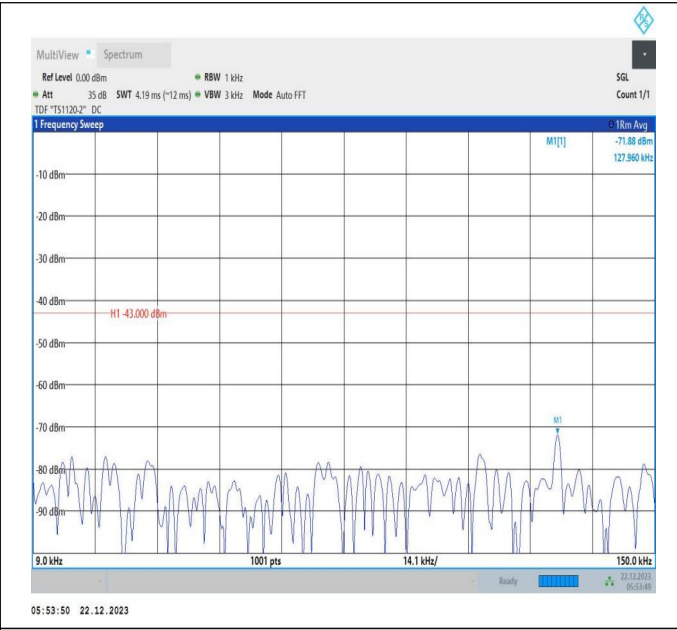 R S
MultiView Spectrum
Ref Level 0.00 dBm RBW 1 kHz SGL
Att 35 dB SWT 4.19 ms (~12 ms) VBW 3 kHz Mode Auto FFT Count 1/1
TDF "TS1120-2" DC
1 Frequency Sweep 1Rm Avg
M1[1] -71.88 dBm
127.960 kHz
-10 dBm
-20 dBm
-30 dBm
-40 dBm
H1 -43.000 dBm
-50 dBm
-60 dBm
-70 dBm
M1
-80 dBm
-90 dBm
9.0 kHz 1001 pts 14.1 kHz/ 150.0 kHz
Ready 22.12.2023
05:53:49
05:53:50 22.12.2023